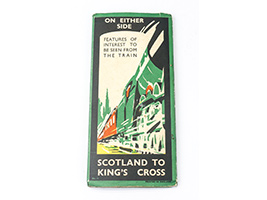 ON EITHER
SIDE
FEATURES OF
INTEREST TO
BE SEEN FROM
THE TRAIN
SCOTLAND TO
KING'S CROSS